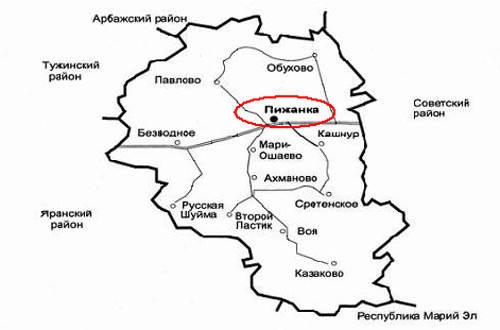 Арбажский район
Тужинский
район
Обухово
Павлово
Пижанка
Советский
район
Безводное
Кашнур
Мари-
Ошаево
Ахманово
Сретенское
Русская
Шуйма
Второй
Ластик
Яранский
район
Воя
Казаково
Республика Марий Эл